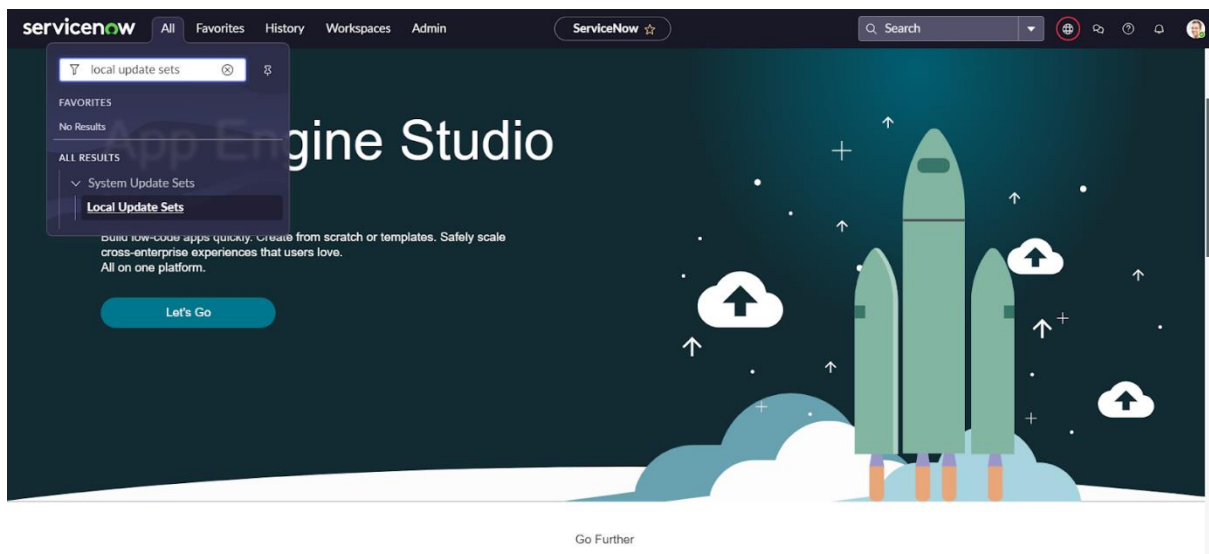 servicenow All Favorites History Workspaces Admin ServiceNow Search
local update sets
FAVORITES
No Results
App Engine Studio
ALL RESULTS
System Update Sets
Local Update Sets
Build low-code apps quickly. Create from scratch or templates. Safely scale
cross-enterprise experiences that users love.
All on one platform.
Let's Go
Go Further